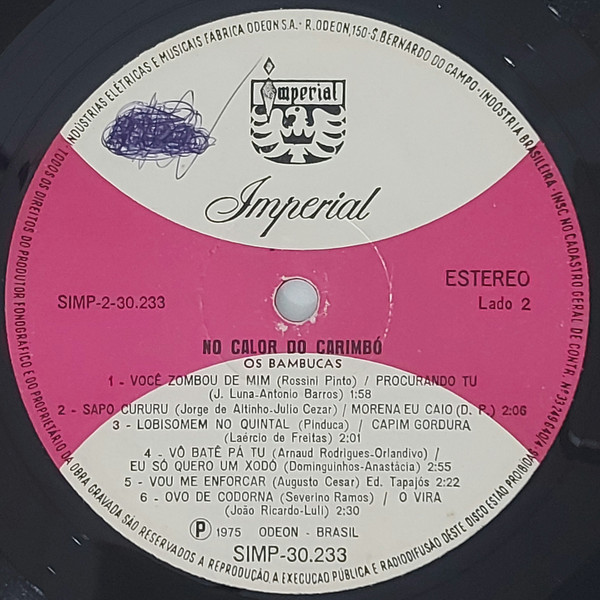 INDÚSTRIAS ELÉTRICAS E MUSICAIS FABRICA ODEON S.A. - R. ODEON, 150 - S. BERNARDO DO CAMPO - INDÚSTRIA BRASILEIRA - INSC NO CADASTRO GERAL DE CONTR. Nº 33249640/4
Imperial
Imperial
ESTEREO
SIMP-2-30.233
Lado 2
NO CALOR DO CARIMBÓ
OS BAMBUCAS
1 - VOCÊ ZOMBOU DE MIM (Rossini Pinto) / PROCURANDO TU
(J. Luna-Antonio Barros) 1:58
2 - SAPO CURURU (Jorge de Altinho-Julio Cezar) / MORENA EU CAIO (D. P.) 2:06
3 - LOBISOMEM NO QUINTAL (Pinduca) / CAPIM GORDURA
(Laércio de Freitas) 2:01
4 - VÔ BATÊ PÁ TU (Arnaud Rodrigues-Orlandivo) /
EU SÓ QUERO UM XODÓ (Dominguinhos-Anastácia) 2:55
5 - VOU ME ENFORCAR (Augusto Cesar) Ed. Tapajós 2:22
6 - OVO DE CODORNA (Severino Ramos) / O VIRA
(João Ricardo-Luli) 2:30
P 1975 ODEON - BRASIL
SIMP-30.233
TODOS OS DIREITOS DO PRODUTOR FONOGRÁFICO E DO PROPRIETÁRIO DA OBRA GRAVADA SÃO RESERVADOS A REPRODUÇÃO, A EXECUCAO PÚBLICA E RADIODIFUSÃO DÊSTE DISCO ESTÃO PROIBIDAS